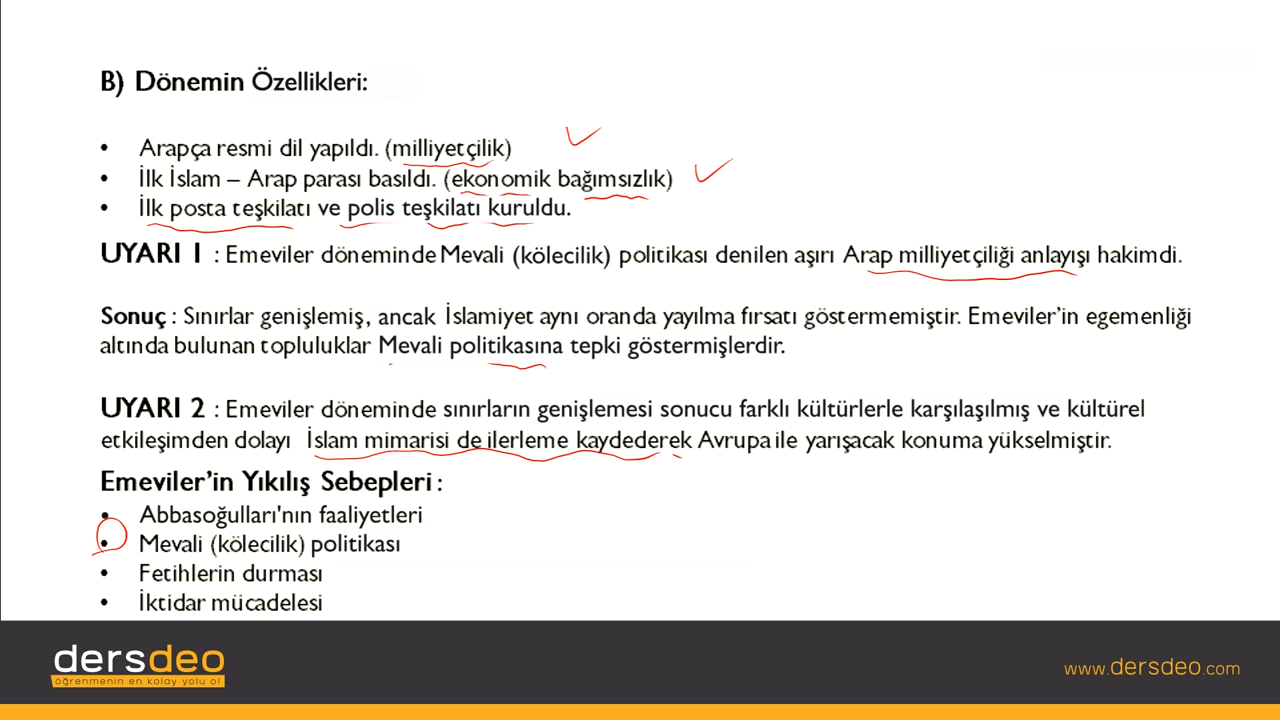 B) Dönemin Özellikleri:
• Arapça resmi dil yapıldı. (milliyetçilik)
• İlk İslam – Arap parası basıldı. (ekonomik bağımsızlık)
• İlk posta teşkilatı ve polis teşkilatı kuruldu.
UYARI 1 : Emeviler döneminde Mevali (kölecilik) politikası denilen aşırı Arap milliyetçiliği anlayışı hakimdi.
Sonuç : Sınırlar genişlemiş, ancak İslamiyet aynı oranda yayılma fırsatı göstermemiştir. Emeviler'in egemenliği
altında bulunan topluluklar Mevali politikasına tepki göstermişlerdir.
UYARI 2 : Emeviler döneminde sınırların genişlemesi sonucu farklı kültürlerle karşılaşılmış ve kültürel
etkileşimden dolayı İslam mimarisi de ilerleme kaydederek Avrupa ile yarışacak konuma yükselmiştir.
Emeviler'in Yıkılış Sebepleri :
• Abbasoğulları'nın faaliyetleri
• Mevali (kölecilik) politikası
• Fetihlerin durması
• İktidar mücadelesi
dersdeo
öğrenmenin en kolay yolu o!
www.dersdeo.com